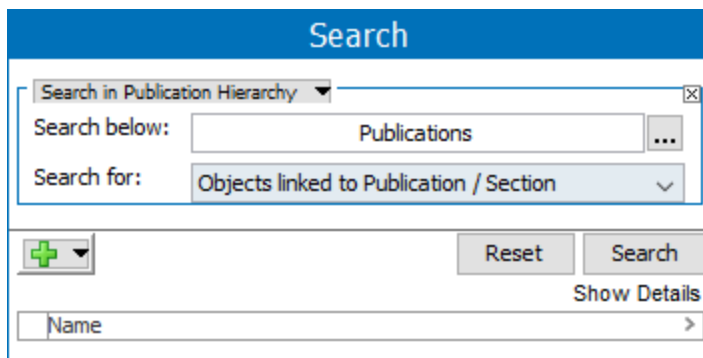 Search
Search in Publication Hierarchy
Search below: Publications ...
Search for: Objects linked to Publication / Section
Reset Search
Show Details
Name >